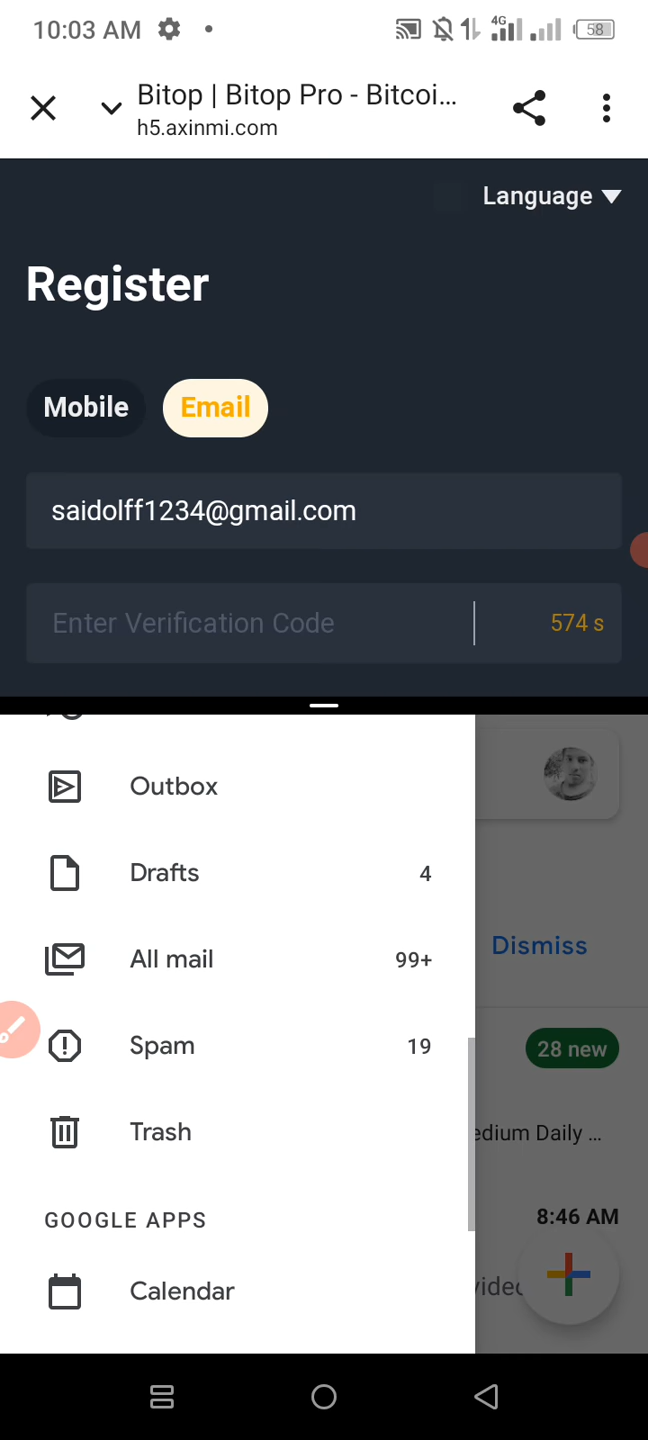 10:03 AM
4G
58
Bitop | Bitop Pro - Bitcoi...
h5.axinmi.com
Language
Register
Mobile
Email
saidolff1234@gmail.com
Enter Verification Code
574 s
Outbox
Drafts
4
Dismiss
All mail
99+
Spam
19
28 new
Trash
edium Daily ...
GOOGLE APPS
8:46 AM
Calendar